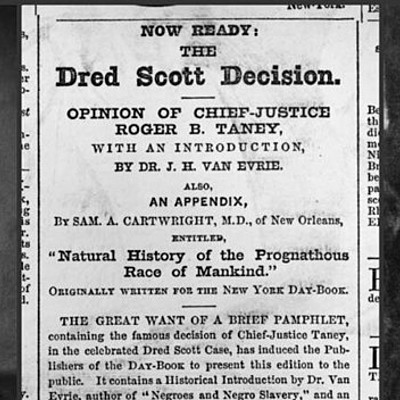 New-York.
NOW READY:
THE
Dred Scott Decision.
OPINION OF CHIEF-JUSTICE
ROGER B. TANEY,
WITH AN INTRODUCTION,
BY DR. J. H. VAN EVRIE.
ALSO,
AN APPENDIX,
BY SAM. A. CARTWRIGHT, M.D., of New Orleans,
ENTITLED,
"Natural History of the Prognathous
Race of Mankind."
ORIGINALLY WRITTEN FOR THE NEW YORK DAY-BOOK.
THE GREAT WANT OF A BRIEF PAMPHLET,
containing the famous decision of Chief-Justice Taney,
in the celebrated Dred Scott Case, has induced the Pub-
lishers of the DAY-BOOK to present this edition to the
public. It contains a Historical Introduction by Dr. Van
Evrie, author of "Negroes and Negro Slavery," and an